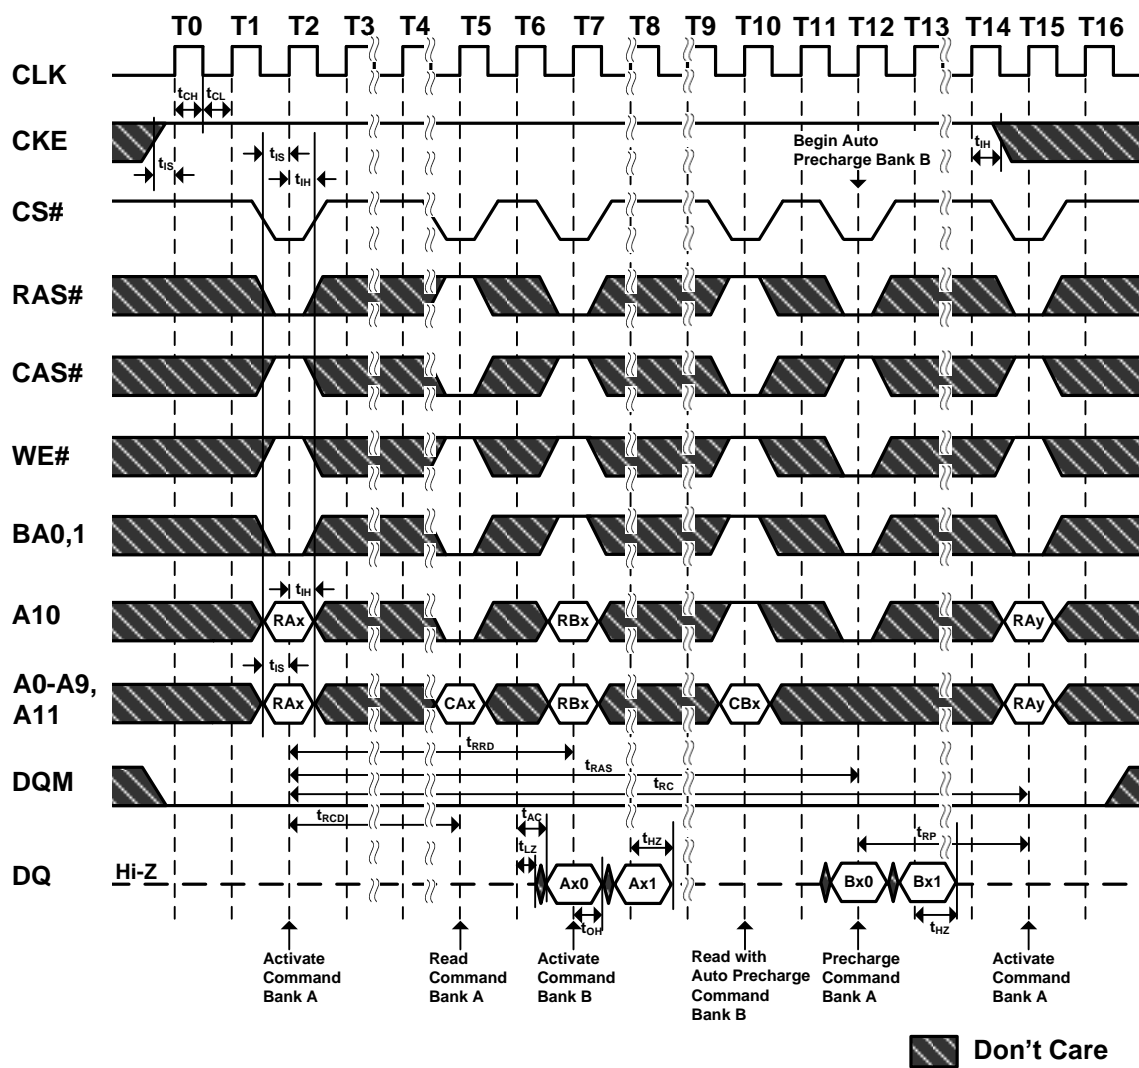 T0 T1 T2 T3 T4 T5 T6 T7 T8 T9 T10 T11 T12 T13 T14 T15 T16
CLK
tCH tCL
CKE
tIS
tIS
tIH
Begin Auto
Precharge Bank B
tIH
CS#
RAS#
CAS#
WE#
BA0,1
tIH
A10
RAx
RBx
RAy
tIS
A0-A9,
A11
RAx
CAx
RBx
CBx
RAy
tRRD
tRAS
tRC
DQM
tRCD
tAC
tLZ
tHZ
tRP
DQ
Hi-Z
Ax0
Ax1
Bx0
Bx1
tOH
tHZ
Activate
Command
Bank A
Read
Command
Bank A
Activate
Command
Bank B
Read with
Auto Precharge
Command
Bank B
Precharge
Command
Bank A
Activate
Command
Bank A
Don't Care